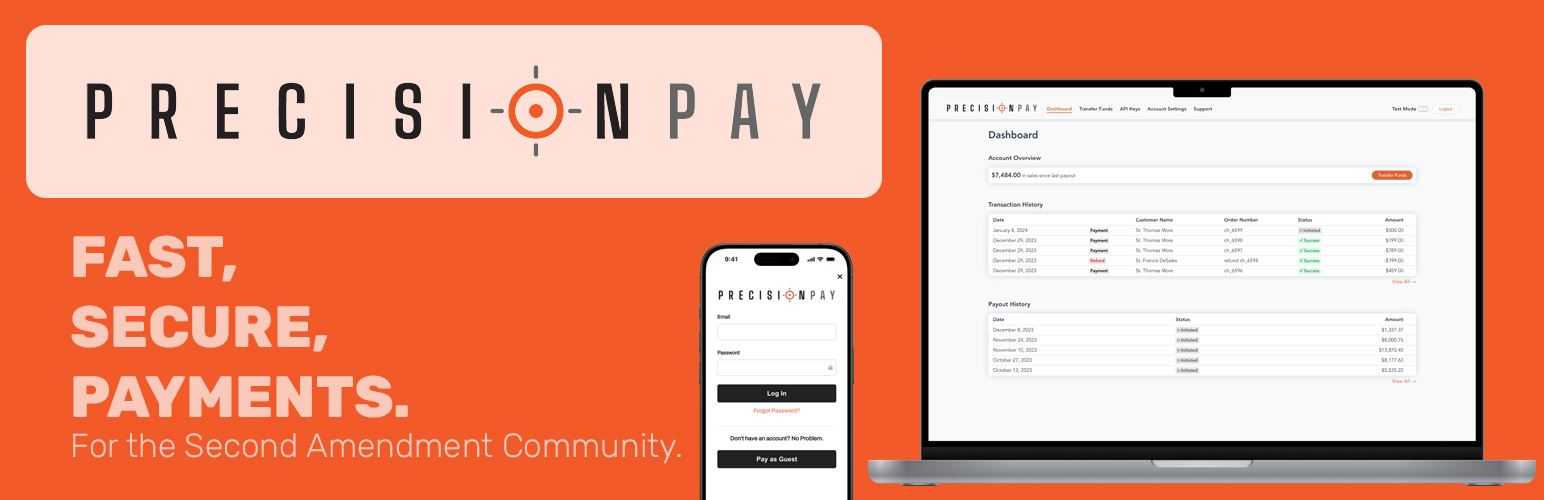 PRECISIONPAY
FAST,
SECURE,
PAYMENTS.
For the Second Amendment Community.
9:41
×
PRECISIONPAY
Email
Password
Log In
Forgot Password?
Don't have an account? No Problem.
Pay as Guest
PRECISIONPAY Dashboard Transfer Funds API Keys Account Settings Support Test Mode Logout
Dashboard
Account Overview
$7,484.00 in sales since last payout Transfer Funds
Transaction History
Date Customer Name Order Number Status Amount
January 8, 2024 Payment St. Thomas More ch_6599 Initiated $500.00
December 29, 2023 Payment St. Thomas More ch_6598 ✓ Success $199.00
December 29, 2023 Payment St. Thomas More ch_6597 ✓ Success $789.00
December 29, 2023 Refund St. Francis DeSales refund ch_6594 ✓ Success -$199.00
December 29, 2023 Payment St. Thomas More ch_6596 ✓ Success $459.00
View All →
Payout History
Date Status Amount
December 8, 2023 Initiated $1,337.37
November 24, 2023 Initiated $8,000.76
November 10, 2023 Initiated $13,870.45
October 27, 2023 Initiated $8,177.60
October 13, 2023 Initiated $5,535.22
View All →